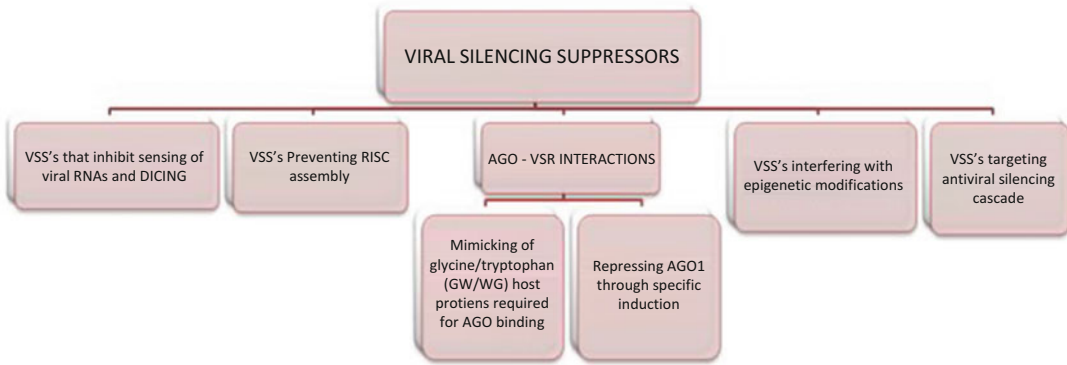 VIRAL SILENCING SUPPRESSORS
VSS's that inhibit sensing of
viral RNAs and DICING
VSS's Preventing RISC
assembly
AGO - VSR INTERACTIONS
VSS's interfering with
epigenetic modifications
VSS's targeting
antiviral silencing
cascade
Mimicking of
glycine/tryptophan
(GW/WG) host
protiens required
for AGO binding
Repressing AGO1
through specific
induction